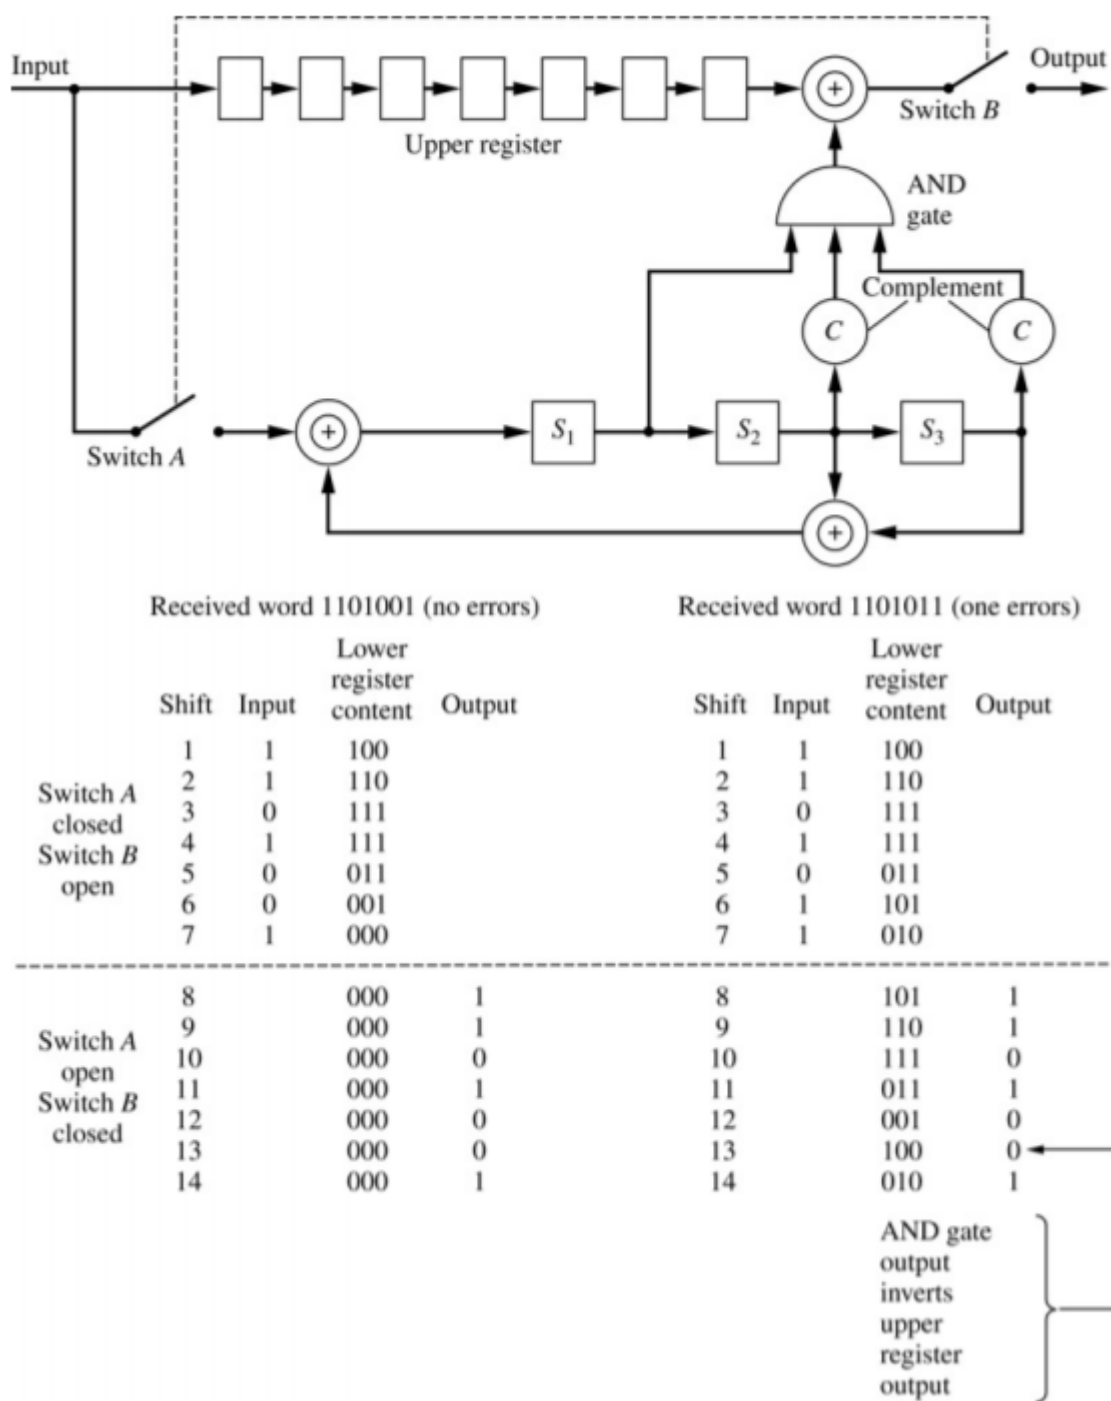 Input
Output
Switch B
Upper register
AND
gate
Complement
C
C
Switch A
S1
S2
S3
Received word 1101001 (no errors)
Received word 1101011 (one errors)
Shift Input Lower register content Output
Shift Input Lower register content Output
Switch A closed Switch B open
1 1 100
2 1 110
3 0 111
4 1 111
5 0 011
6 0 001
7 1 000
1 1 100
2 1 110
3 0 111
4 1 111
5 0 011
6 1 101
7 1 010
Switch A open Switch B closed
8 000 1
9 000 1
10 000 0
11 000 1
12 000 0
13 000 0
14 000 1
8 101 1
9 110 1
10 111 0
11 011 1
12 001 0
13 100 0
14 010 1
AND gate
output
inverts
upper
register
output